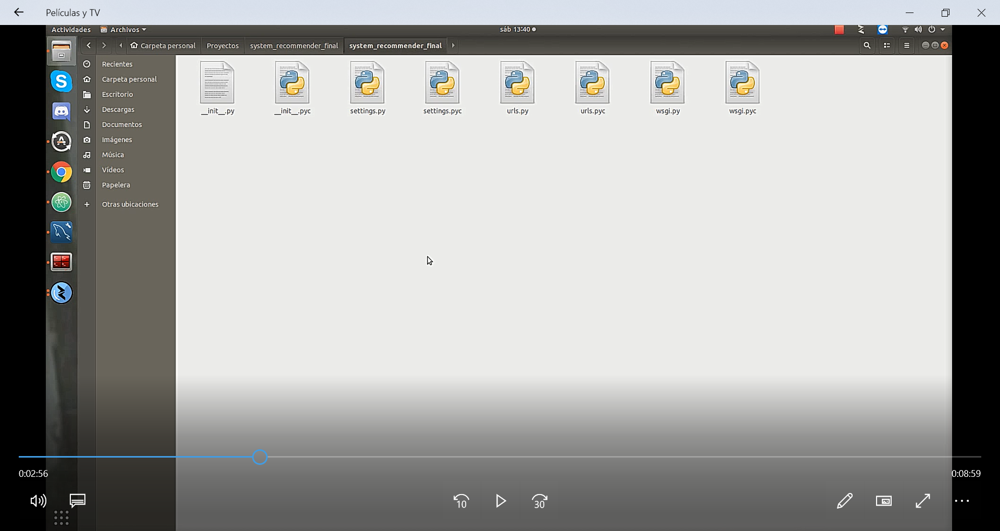 Películas y TV
Actividades Archivos sáb 13:40
Carpeta personal Proyectos system_recommender_final system_recommender_final
Recientes
Carpeta personal
Escritorio
Descargas
Documentos
Imágenes
Música
Vídeos
Papelera
Otras ubicaciones
__init__.py __init__.pyc settings.py settings.pyc urls.py urls.pyc wsgi.py wsgi.pyc
0:02:56 0:08:59
10 30